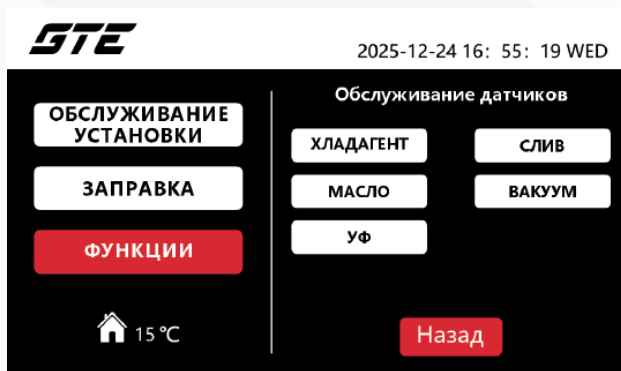 GTE
2025-12-24 16: 55: 19 WED
ОБСЛУЖИВАНИЕ
УСТАНОВКИ
ЗАПРАВКА
ФУНКЦИИ
15 ℃
Обслуживание датчиков
ХЛАДАГЕНТ
СЛИВ
МАСЛО
ВАКУУМ
УФ
Назад